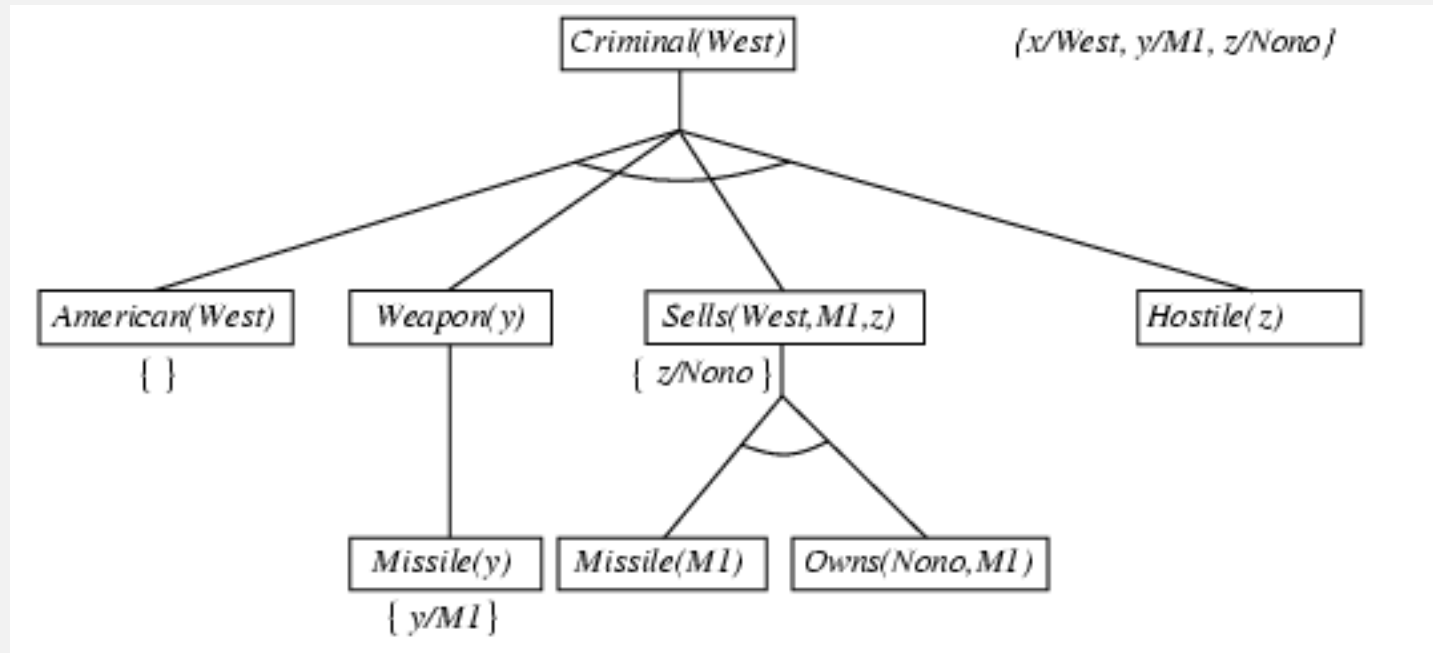 Criminal(West)
{x/West, y/M1, z/Nono}
American(West)
Weapon(y)
Sells(West,M1,z)
Hostile(z)
{ }
{ z/Nono }
Missile(y)
Missile(M1)
Owns(Nono,M1)
{ y/M1 }